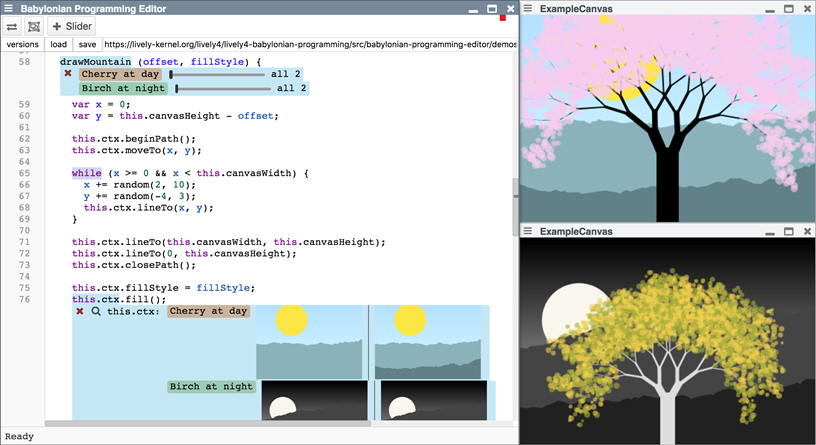 Babylonian Programming Editor
+ Slider
versions load save https://lively-kernel.org/lively4/lively4-babylonian-programming/src/babylonian-programming-editor/demos
58 drawMountain (offset, fillStyle) {
Cherry at day all 2
Birch at night all 2
59 var x = 0;
60 var y = this.canvasHeight - offset;
61
62 this.ctx.beginPath();
63 this.ctx.moveTo(x, y);
64
65 while (x >= 0 && x < this.canvasWidth) {
66 x += random(2, 10);
67 y += random(-4, 3);
68 this.ctx.lineTo(x, y);
69 }
70
71 this.ctx.lineTo(this.canvasWidth, this.canvasHeight);
72 this.ctx.lineTo(0, this.canvasHeight);
73 this.ctx.closePath();
74
75 this.ctx.fillStyle = fillStyle;
76 this.ctx.fill();
this.ctx: Cherry at day
Birch at night
Ready
ExampleCanvas
ExampleCanvas